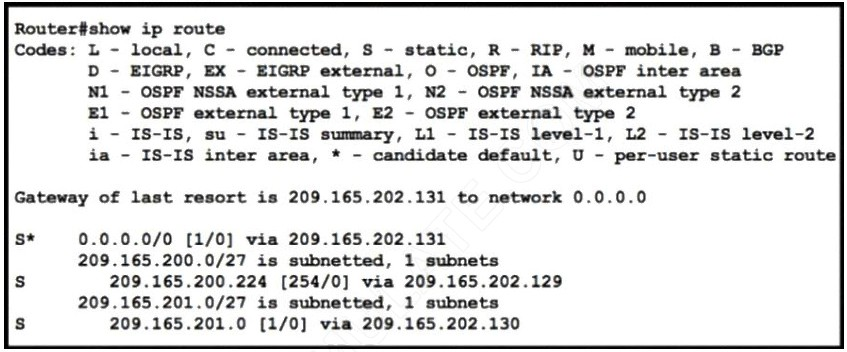 Router#show ip route
Codes: L - local, C - connected, S - static, R - RIP, M - mobile, B - BGP
D - EIGRP, EX - EIGRP external, O - OSPF, IA - OSPF inter area
N1 - OSPF NSSA external type 1, N2 - OSPF NSSA external type 2
E1 - OSPF external type 1, E2 - OSPF external type 2
i - IS-IS, su - IS-IS summary, L1 - IS-IS level-1, L2 - IS-IS level-2
ia - IS-IS inter area, * - candidate default, U - per-user static route
Gateway of last resort is 209.165.202.131 to network 0.0.0.0
S* 0.0.0.0/0 [1/0] via 209.165.202.131
209.165.200.0/27 is subnetted, 1 subnets
S 209.165.200.224 [254/0] via 209.165.202.129
209.165.201.0/27 is subnetted, 1 subnets
S 209.165.201.0 [1/0] via 209.165.202.130